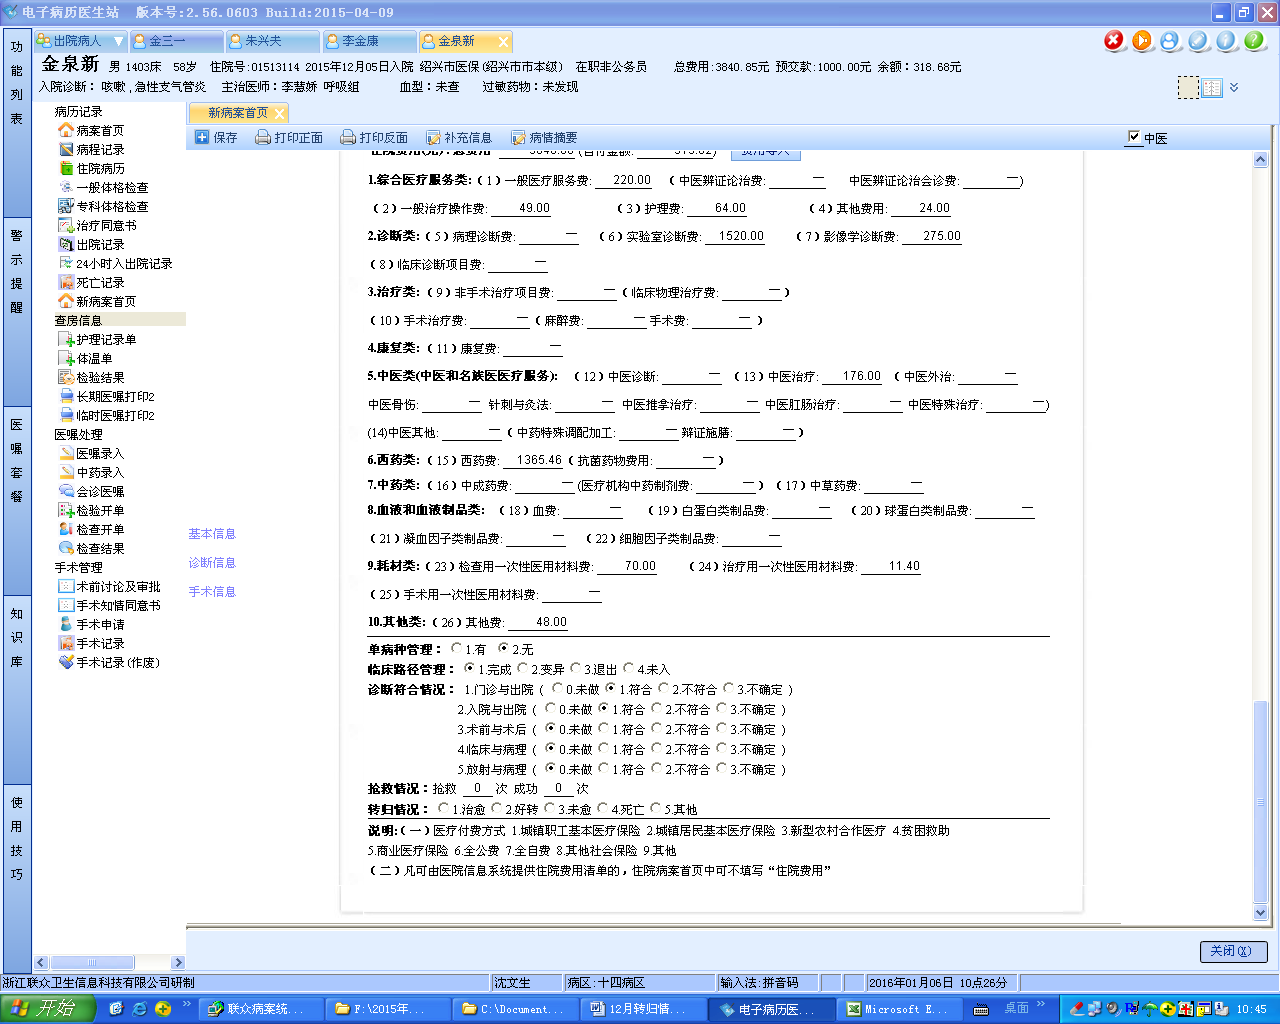 电子病历医生站 版本号:2.56.0603 Build:2015-04-09
出院病人 金三一 朱兴夫 李金康 金泉新
金泉新 男 1403床 58岁 住院号:01513114 2015年12月05日入院 绍兴市医保(绍兴市市本级) 在职非公务员 总费用:3840.85元 预交款:1000.00元 余额：318.68元
入院诊断： 咳嗽,急性支气管炎 主治医师：李慧娇 呼吸组 血型：未查 过敏药物：未发现
功能列表
警示提醒
医嘱套餐
知识库
使用技巧
病历记录
病案首页
病程记录
住院病历
一般体格检查
专科体格检查
治疗同意书
出院记录
24小时入出院记录
死亡记录
新病案首页
查房信息
护理记录单
体温单
检验结果
长期医嘱打印2
临时医嘱打印2
医嘱处理
医嘱录入
中药录入
会诊医嘱
检验开单
检查开单
检查结果
手术管理
术前讨论及审批
手术知情同意书
手术申请
手术记录
手术记录(作废)
新病案首页
保存 打印正面 打印反面 补充信息 病情摘要 中医
基本信息
诊断信息
手术信息
1.综合医疗服务类:（1）一般医疗服务费: 220.00 （ 中医辨证论治费: — 中医辨证论治会诊费: — )
（2）一般治疗操作费: 49.00 （3）护理费: 64.00 （4）其他费用: 24.00
2.诊断类:（5）病理诊断费: — （6）实验室诊断费: 1520.00 （7）影像学诊断费: 275.00
（8）临床诊断项目费: —
3.治疗类:（9）非手术治疗项目费: — ( 临床物理治疗费: — )
（10）手术治疗费: — ( 麻醉费: — 手术费: — )
4.康复类:（11）康复费: —
5.中医类(中医和名族医医疗服务): （12）中医诊断: — （13）中医治疗: 176.00 （ 中医外治: —
中医骨伤: — 针刺与灸法: — 中医推拿治疗: — 中医肛肠治疗: — 中医特殊治疗: — )
(14)中医其他: — ( 中药特殊调配加工: — 辩证施膳: — )
6.西药类:（15）西药费: 1365.46 ( 抗菌药物费用: — )
7.中药类:（16）中成药费: — (医疗机构中药制剂费: — ) （17）中草药费: —
8.血液和血液制品类: （18）血费: — （19）白蛋白类制品费: — （20）球蛋白类制品费: —
（21）凝血因子类制品费: — （22）细胞因子类制品费: —
9.耗材类:（23）检查用一次性医用材料费: 70.00 （24）治疗用一次性医用材料费: 11.40
（25）手术用一次性医用材料费: —
10.其他类:（26）其他费: 48.00
单病种管理： 1.有 2.无
临床路径管理： 1.完成 2.变异 3.退出 4.未入
诊断符合情况： 1.门诊与出院 ( 0.未做 1.符合 2.不符合 3.不确定 )
2.入院与出院 ( 0.未做 1.符合 2.不符合 3.不确定 )
3.术前与术后 ( 0.未做 1.符合 2.不符合 3.不确定 )
4.临床与病理 ( 0.未做 1.符合 2.不符合 3.不确定 )
5.放射与病理 ( 0.未做 1.符合 2.不符合 3.不确定 )
抢救情况：抢救 0 次 成功 0 次
转归情况： 1.治愈 2.好转 3.未愈 4.死亡 5.其他
说明:(一)医疗付费方式 1.城镇职工基本医疗保险 2.城镇居民基本医疗保险 3.新型农村合作医疗 4.贫困救助
5.商业医疗保险 6.全公费 7.全自费 8.其他社会保险 9.其他
(二)凡可由医院信息系统提供住院费用清单的，住院病案首页中可不填写“住院费用”
关闭(X)
浙江联众卫生信息科技有限公司研制 沈文生 病区:十四病区 输入法:拼音码 2016年01月06日 10点26分
开始 联众病案统... F:\2015年... C:\Document... 12月转归情... 电子病历医... Microsoft E... 桌面 10:45